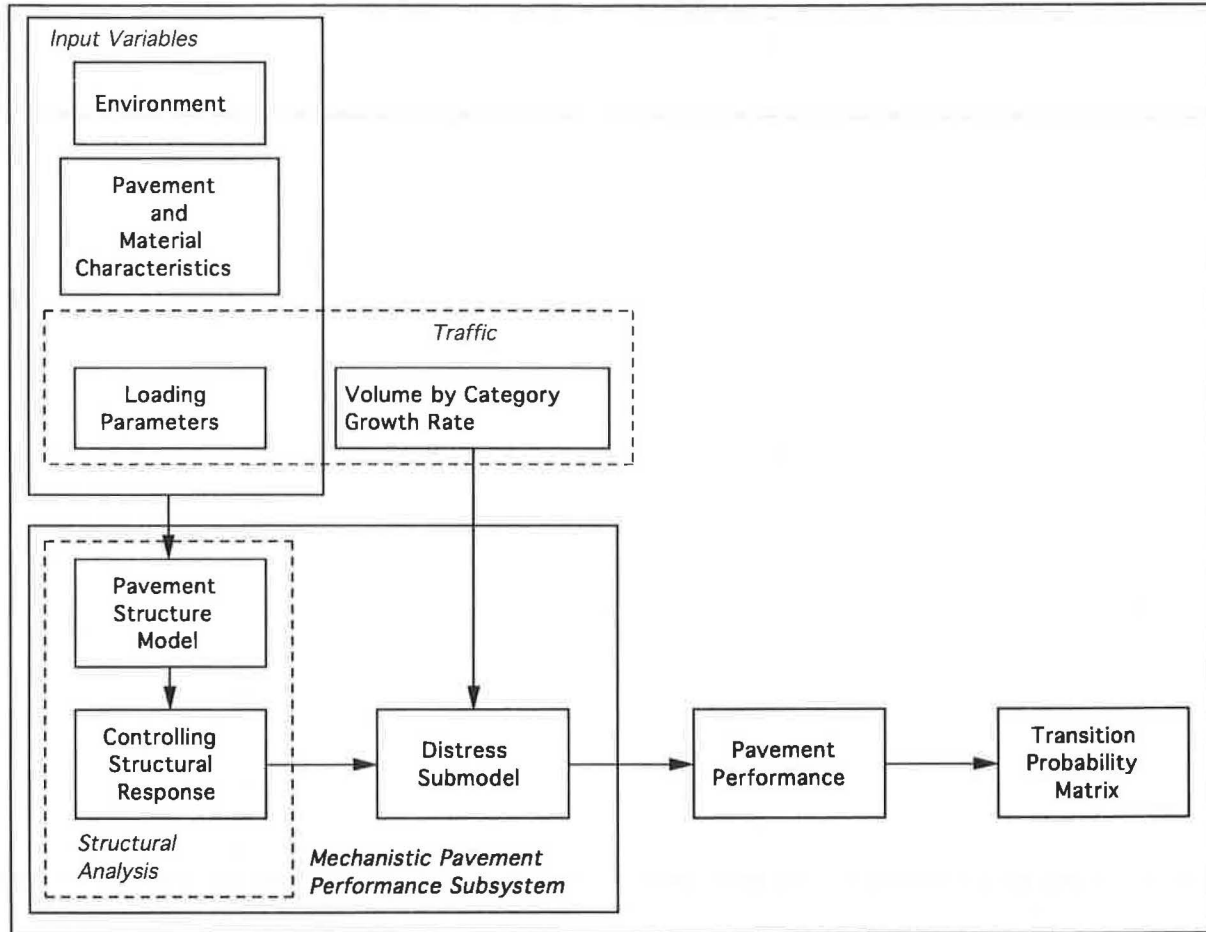 Input Variables
Environment
Pavement
and
Material
Characteristics
Traffic
Loading
Parameters
Volume by Category
Growth Rate
Pavement
Structure
Model
Controlling
Structural
Response
Distress
Submodel
Pavement
Performance
Transition
Probability
Matrix
Structural
Analysis
Mechanistic Pavement
Performance Subsystem